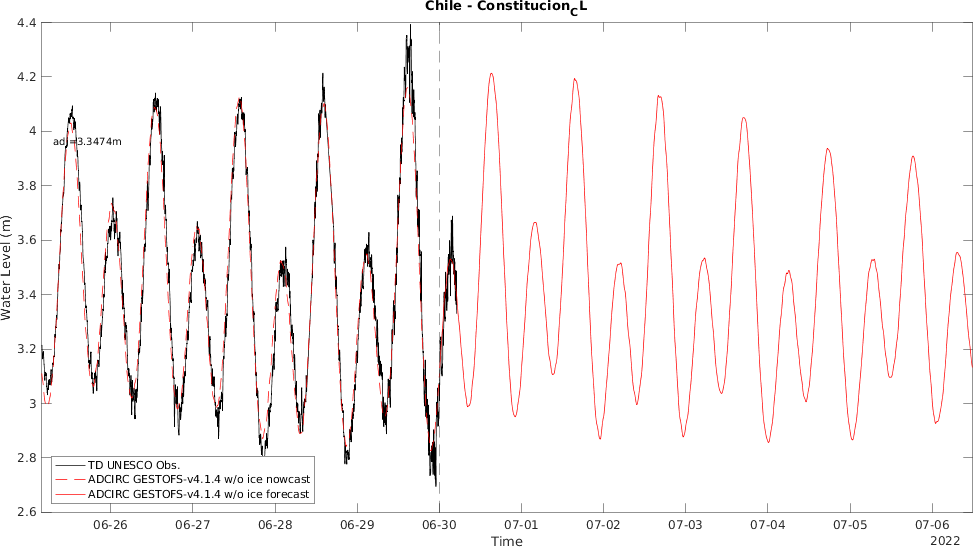 Chile - Constitucion_CL
4.4
4.2
4
3.8
3.6
3.4
3.2
3
2.8
2.6
Water Level (m)
adj=3.3474m
TD UNESCO Obs.
ADCIRC GESTOFS-v4.1.4 w/o ice nowcast
ADCIRC GESTOFS-v4.1.4 w/o ice forecast
06-26 06-27 06-28 06-29 06-30 07-01 07-02 07-03 07-04 07-05 07-06
Time
2022